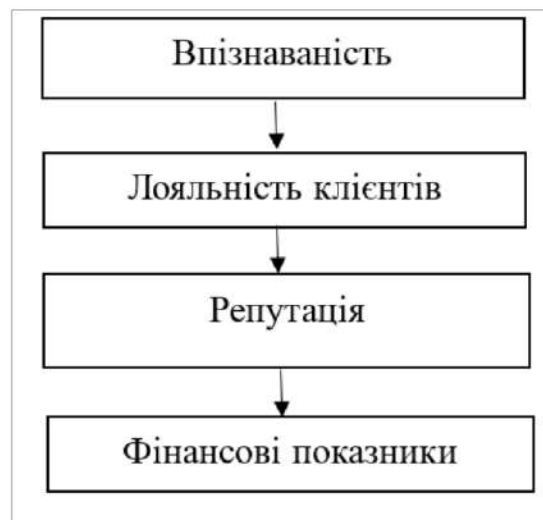 Впізнаваність
Лояльність клієнтів
Репутація
Фінансові показники